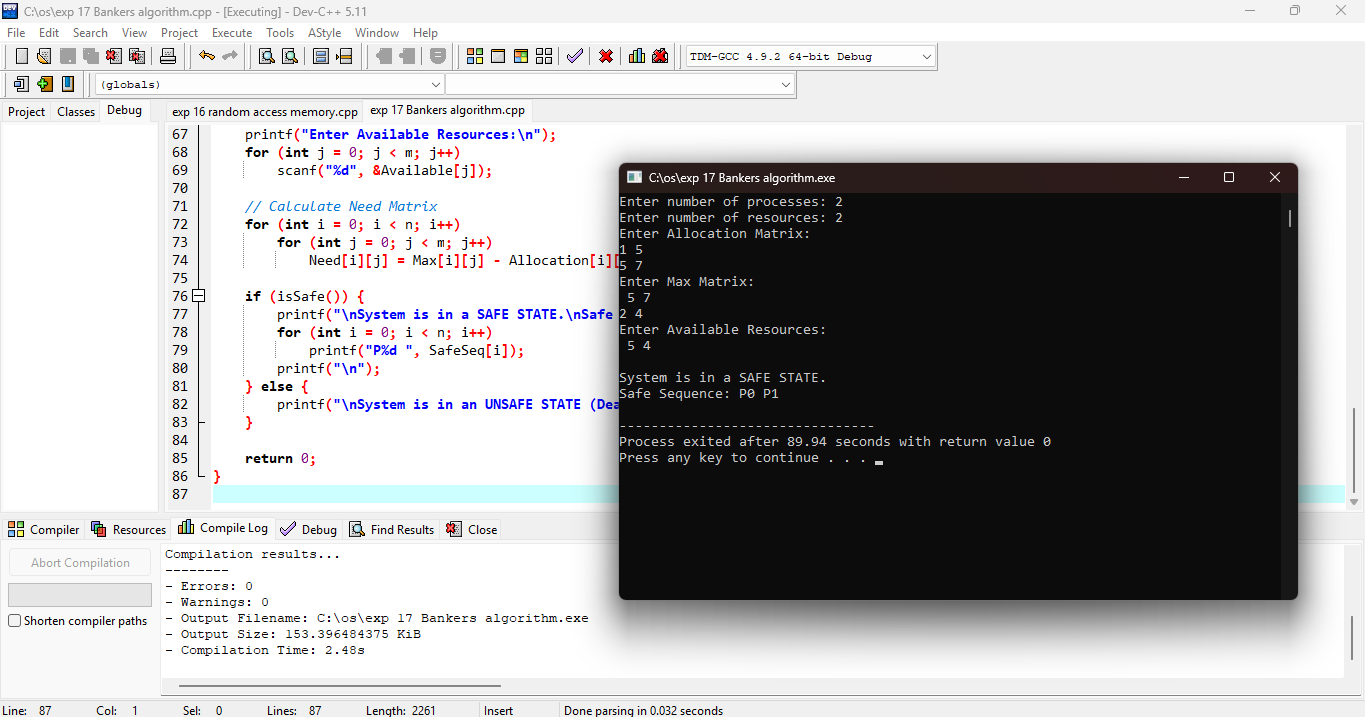 C:\os\exp 17 Bankers algorithm.cpp - [Executing] - Dev-C++ 5.11
File Edit Search View Project Execute Tools AStyle Window Help
TDM-GCC 4.9.2 64-bit Debug
(globals)
Project Classes Debug
exp 16 random access memory.cpp exp 17 Bankers algorithm.cpp
67 printf("Enter Available Resources:\n");
68 for (int j = 0; j < m; j++)
69 scanf("%d", &Available[j]);
70
71 // Calculate Need Matrix
72 for (int i = 0; i < n; i++)
73 for (int j = 0; j < m; j++)
74 Need[i][j] = Max[i][j] - Allocation[i][
75
76 if (isSafe()) {
77 printf("\nSystem is in a SAFE STATE.\nSafe
78 for (int i = 0; i < n; i++)
79 printf("P%d ", SafeSeq[i]);
80 printf("\n");
81 } else {
82 printf("\nSystem is in an UNSAFE STATE (Dea
83 }
84
85 return 0;
86 }
87
C:\os\exp 17 Bankers algorithm.exe
Enter number of processes: 2
Enter number of resources: 2
Enter Allocation Matrix:
1 5
5 7
Enter Max Matrix:
5 7
2 4
Enter Available Resources:
5 4
System is in a SAFE STATE.
Safe Sequence: P0 P1
--------------------------------
Process exited after 89.94 seconds with return value 0
Press any key to continue . . .
Compiler Resources Compile Log Debug Find Results Close
Abort Compilation
Shorten compiler paths
Compilation results...
--------
- Errors: 0
- Warnings: 0
- Output Filename: C:\os\exp 17 Bankers algorithm.exe
- Output Size: 153.396484375 KiB
- Compilation Time: 2.48s
Line: 87 Col: 1 Sel: 0 Lines: 87 Length: 2261 Insert Done parsing in 0.032 seconds